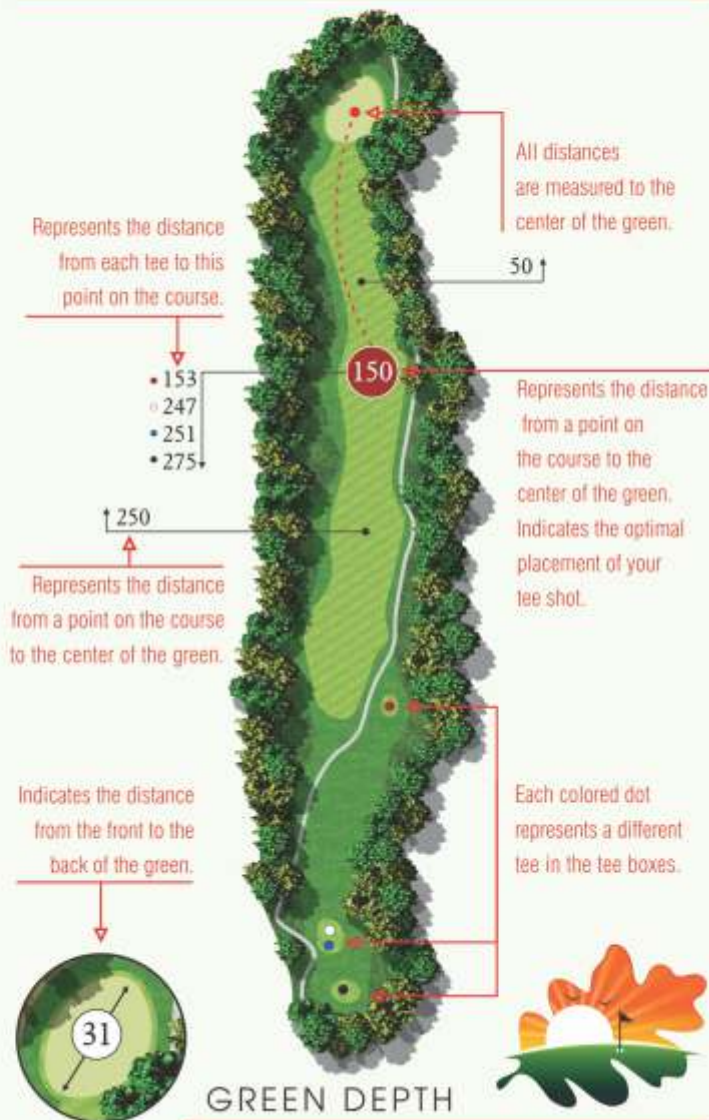 All distances
are measured to the
center of the green.
Represents the distance
from each tee to this
point on the course.
50
150
• 153
○ 247
• 251
• 275
Represents the distance
from a point on
the course to the
center of the green.
Indicates the optimal
placement of your
tee shot.
250
Represents the distance
from a point on the course
to the center of the green.
Indicates the distance
from the front to the
back of the green.
Each colored dot
represents a different
tee in the tee boxes.
31
GREEN DEPTH